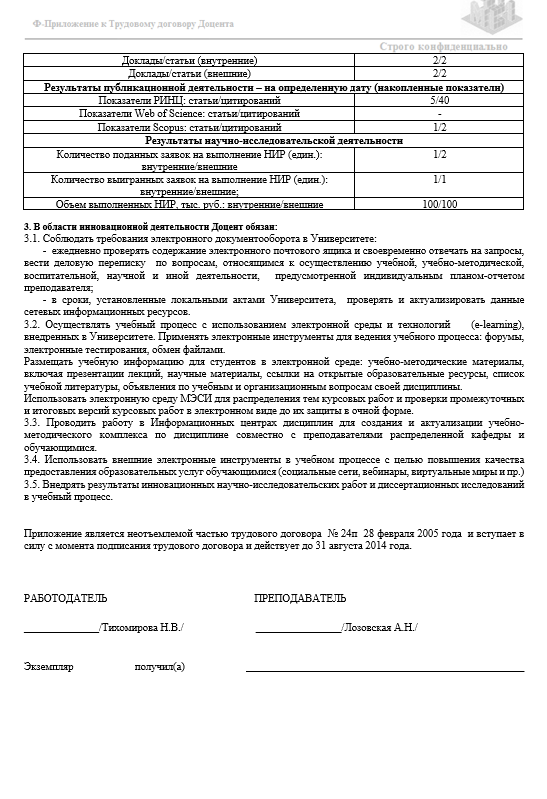 Ф-Приложение к Трудовому договору Доцента
Строго конфиденциально
Доклады/статьи (внутренние) 2/2
Доклады/статьи (внешние) 2/2
Результаты публикационной деятельности – на определенную дату (накопленные показатели)
Показатели РИНЦ: статьи/цитирований 5/40
Показатели Web of Science: статьи/цитирований -
Показатели Scopus: статьи/цитирований 1/2
Результаты научно-исследовательской деятельности
Количество поданных заявок на выполнение НИР (един.): 1/2
внутренние/внешние
Количество выигранных заявок на выполнение НИР (един.): 1/1
внутренние/внешние;
Объем выполненных НИР, тыс. руб.: внутренние/внешние 100/100
3. В области инновационной деятельности Доцент обязан:
3.1. Соблюдать требования электронного документооборота в Университете:
- ежедневно проверять содержание электронного почтового ящика и своевременно отвечать на запросы,
вести деловую переписку по вопросам, относящимся к осуществлению учебной, учебно-методической,
воспитательной, научной и иной деятельности, предусмотренной индивидуальным планом-отчетом
преподавателя;
- в сроки, установленные локальными актами Университета, проверять и актуализировать данные
сетевых информационных ресурсов.
3.2. Осуществлять учебный процесс с использованием электронной среды и технологий (e-learning),
внедренных в Университете. Применять электронные инструменты для ведения учебного процесса: форумы,
электронные тестирования, обмен файлами.
Размещать учебную информацию для студентов в электронной среде: учебно-методические материалы,
включая презентации лекций, научные материалы, ссылки на открытые образовательные ресурсы, список
учебной литературы, объявления по учебным и организационным вопросам своей дисциплины.
Использовать электронную среду МЭСИ для распределения тем курсовых работ и проверки промежуточных
и итоговых версий курсовых работ в электронном виде до их защиты в очной форме.
3.3. Проводить работу в Информационных центрах дисциплин для создания и актуализации учебно-
методического комплекса по дисциплине совместно с преподавателями распределенной кафедры и
обучающимися.
3.4. Использовать внешние электронные инструменты в учебном процессе с целью повышения качества
предоставления образовательных услуг обучающимися (социальные сети, вебинары, виртуальные миры и пр.)
3.5. Внедрять результаты инновационных научно-исследовательских работ и диссертационных исследований
в учебный процесс.
Приложение является неотъемлемой частью трудового договора № 24п 28 февраля 2005 года и вступает в
силу с момента подписания трудового договора и действует до 31 августа 2014 года.
РАБОТОДАТЕЛЬ ПРЕПОДАВАТЕЛЬ
_______________/Тихомирова Н.В./ _________________/Лозовская А.Н./
Экземпляр получил(а) ____________________